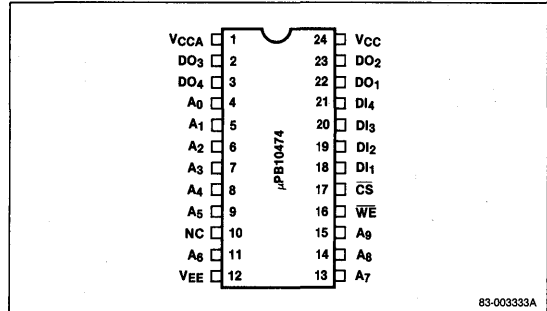 VCCA 1 24 VCC
DO3 2 23 DO2
DO4 3 22 DO1
A0 4 21 DI4
A1 5 20 DI3
A2 6 19 DI2
A3 7 18 DI1
A4 8 17 C̅S̅
A5 9 16 W̅E̅
NC 10 15 A9
A6 11 14 A8
VEE 12 13 A7
µPB10474
83-003333A